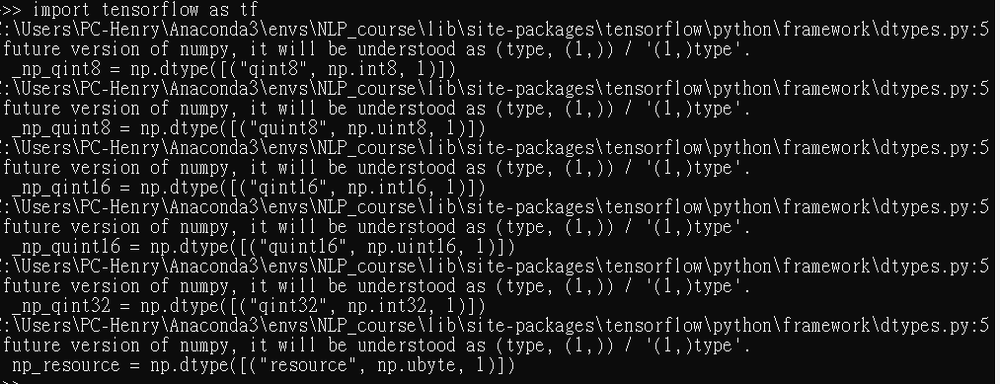 >> import tensorflow as tf
C:\Users\PC-Henry\Anaconda3\envs\NLP_course\lib\site-packages\tensorflow\python\framework\dtypes.py:5
future version of numpy, it will be understood as (type, (1,)) / '(1,)type'.
_np_qint8 = np.dtype([("qint8", np.int8, 1)])
C:\Users\PC-Henry\Anaconda3\envs\NLP_course\lib\site-packages\tensorflow\python\framework\dtypes.py:5
future version of numpy, it will be understood as (type, (1,)) / '(1,)type'.
_np_quint8 = np.dtype([("quint8", np.uint8, 1)])
C:\Users\PC-Henry\Anaconda3\envs\NLP_course\lib\site-packages\tensorflow\python\framework\dtypes.py:5
future version of numpy, it will be understood as (type, (1,)) / '(1,)type'.
_np_qint16 = np.dtype([("qint16", np.int16, 1)])
C:\Users\PC-Henry\Anaconda3\envs\NLP_course\lib\site-packages\tensorflow\python\framework\dtypes.py:5
future version of numpy, it will be understood as (type, (1,)) / '(1,)type'.
_np_quint16 = np.dtype([("quint16", np.uint16, 1)])
C:\Users\PC-Henry\Anaconda3\envs\NLP_course\lib\site-packages\tensorflow\python\framework\dtypes.py:5
future version of numpy, it will be understood as (type, (1,)) / '(1,)type'.
_np_qint32 = np.dtype([("qint32", np.int32, 1)])
C:\Users\PC-Henry\Anaconda3\envs\NLP_course\lib\site-packages\tensorflow\python\framework\dtypes.py:5
future version of numpy, it will be understood as (type, (1,)) / '(1,)type'.
np_resource = np.dtype([("resource", np.ubyte, 1)])
>>